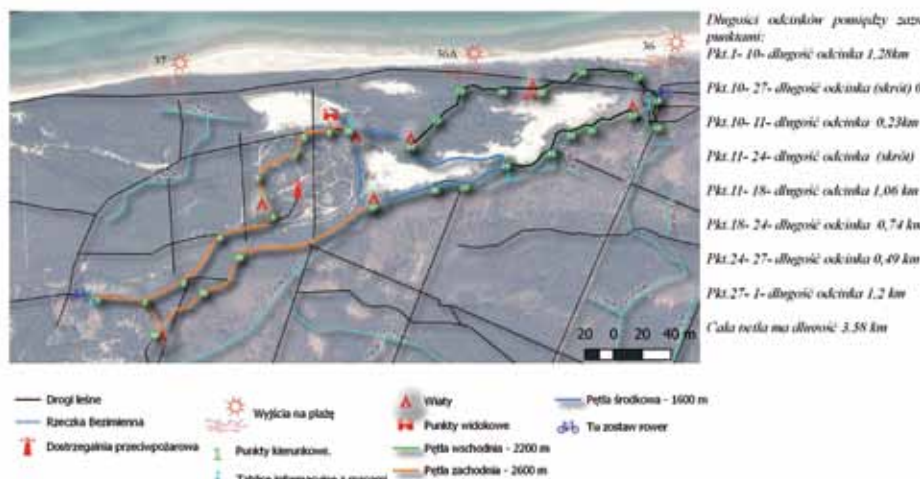 37
36A
36
Długości odcinków pomiędzy
punktami:
Pkt.1- 10- długość odcinka 1,28km
Pkt.10- 27- długość odcinka (skrót)
Pkt.10- 11- długość odcinka 0,23km
Pkt.11- 24- długość odcinka (skrót)
Pkt.11- 18- długość odcinka 1,06 km
Pkt.18- 24- długość odcinka 0,74 km
Pkt.24- 27- długość odcinka 0,49 km
Pkt.27- 1- długość odcinka 1,2 km
Cała pętla ma długość 3,58 km
20 0 20 40 m
Drogi leśne
Rzeczka Bezimienna
Dostrzegalnia przeciwpożarowa
Wyjścia na plażę
Punkty kierunkowe.
Tablice informacyjne z mapami
Wiaty
Punkty widokowe
Pętla wschodnia - 2200 m
Pętla zachodnia - 2600 m
Pętla środkowa - 1600 m
Tu zostaw rower